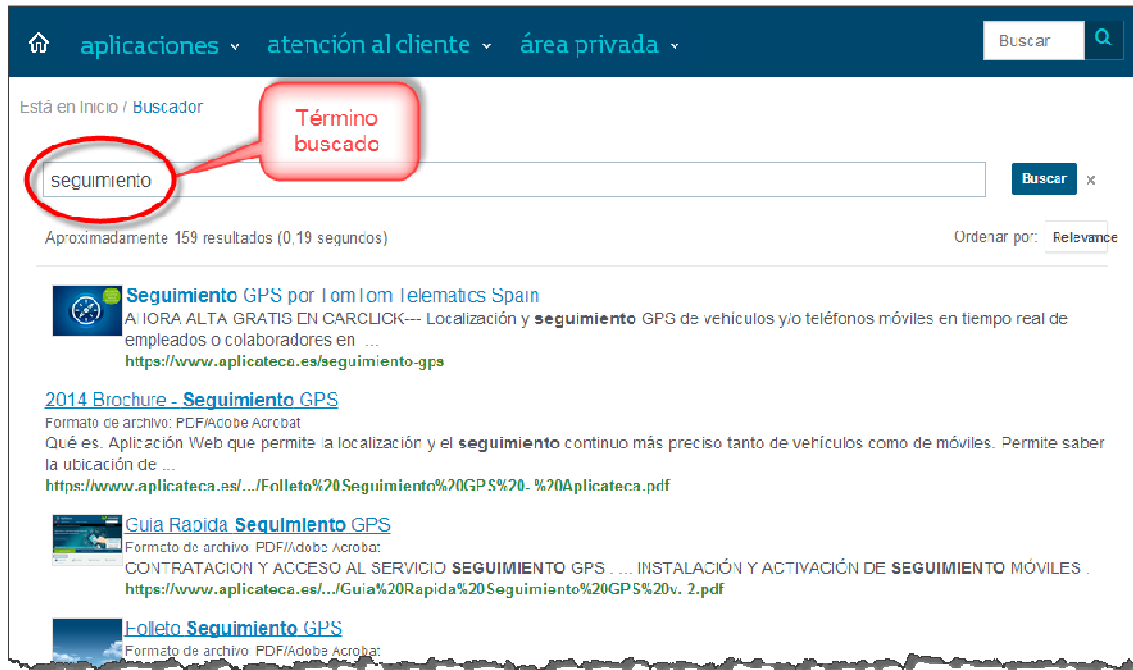 aplicaciones atención al cliente área privada Buscar
Está en Inicio / Buscador
Término
buscado
seguimiento Buscar x
Aproximadamente 159 resultados (0,19 segundos) Ordenar por: Relevance
Seguimiento GPS por TomTom Telematics Spain
AHORA ALTA GRATIS EN CARCLICK--- Localización y seguimiento GPS de vehículos y/o teléfonos móviles en tiempo real de
empleados o colaboradores en ...
https://www.aplicateca.es/seguimiento-gps
2014 Brochure - Seguimiento GPS
Formato de archivo: PDF/Adobe Acrobat
Qué es. Aplicación Web que permite la localización y el seguimiento continuo más preciso tanto de vehículos como de móviles. Permite saber
la ubicación de ...
https://www.aplicateca.es/.../Folleto%20Seguimiento%20GPS%20-%20Aplicateca.pdf
Guia Rapida Seguimiento GPS
Formato de archivo: PDF/Adobe Acrobat
CONTRATACION Y ACCESO AL SERVICIO SEGUIMIENTO GPS . ... INSTALACIÓN Y ACTIVACIÓN DE SEGUIMIENTO MÓVILES .
https://www.aplicateca.es/.../Guia%20Rapida%20Seguimiento%20GPS%20v. 2.pdf
Folleto Seguimiento GPS
Formato de archivo: PDF/Adobe Acrobat